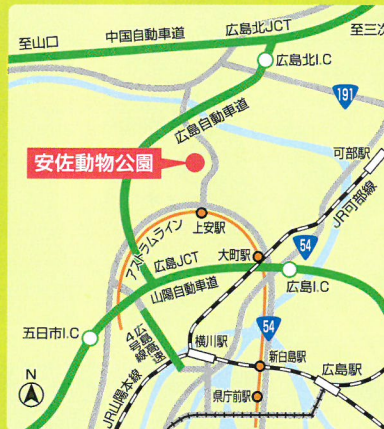 至山口
中国自動車道
広島北JCT
至三次
広島北I.C
191
広島自動車道
可部駅
安佐動物公園
JR可部線
上安駅
アストラムライン
大町駅
54
広島JCT
山陽自動車道
広島I.C
五日市I.C
広島高速
4号線
54
横川駅
新白島駅
広島駅
N
JR山陽本線
県庁前駅